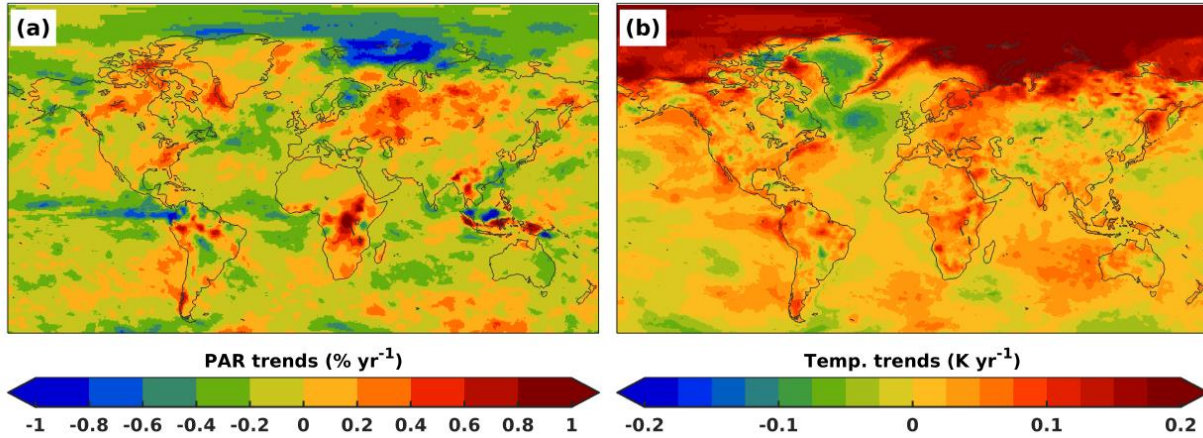 (a)
(b)
PAR trends (% yr⁻¹)
-1 -0.8 -0.6 -0.4 -0.2 0 0.2 0.4 0.6 0.8 1
Temp. trends (K yr⁻¹)
-0.2 -0.1 0 0.1 0.2